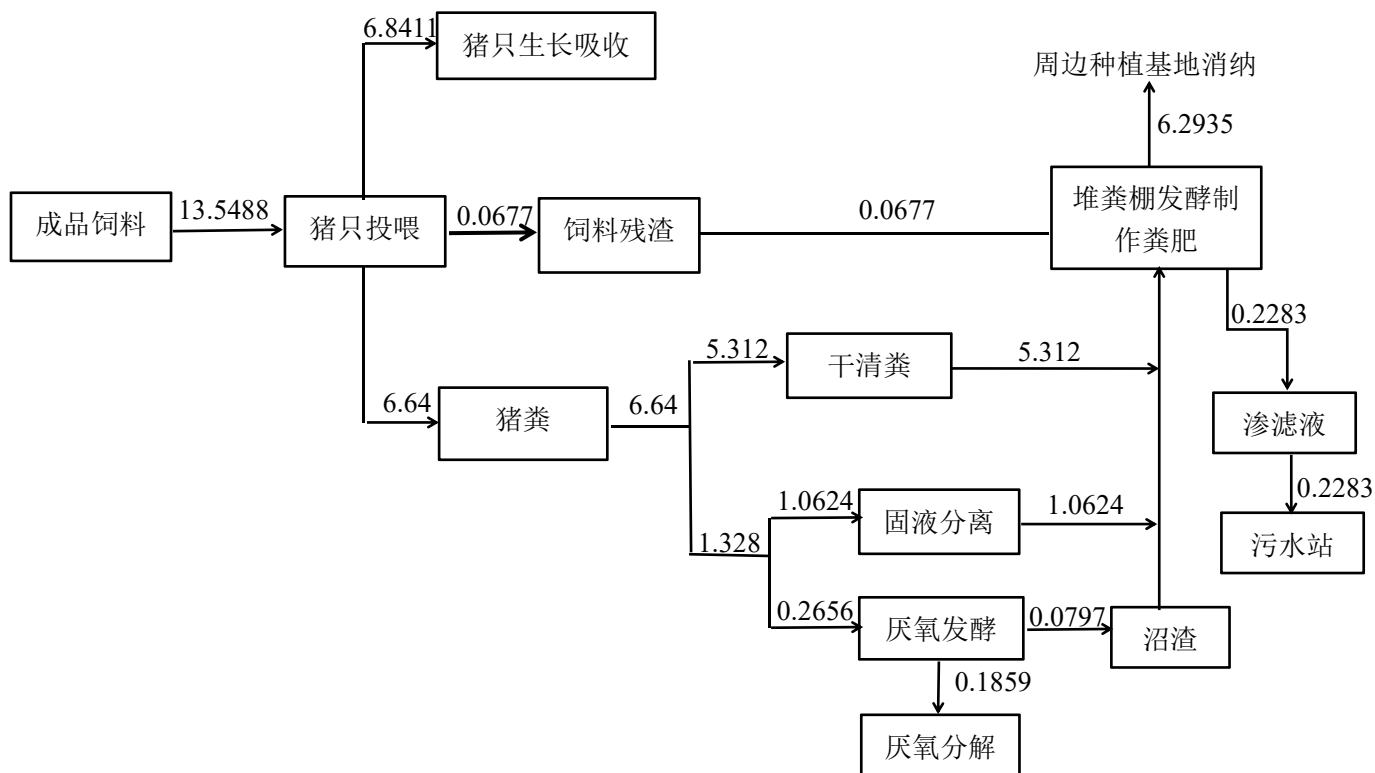 6.8411
猪只生长吸收
周边种植基地消纳
6.2935
成品饲料
13.5488
猪只投喂
0.0677
饲料残渣
0.0677
堆粪棚发酵制
作粪肥
0.2283
5.312
干清粪
5.312
6.64
猪粪
6.64
渗滤液
0.2283
1.0624
固液分离
1.0624
污水站
1.328
0.2656
厌氧发酵
0.0797
沼渣
0.1859
厌氧分解